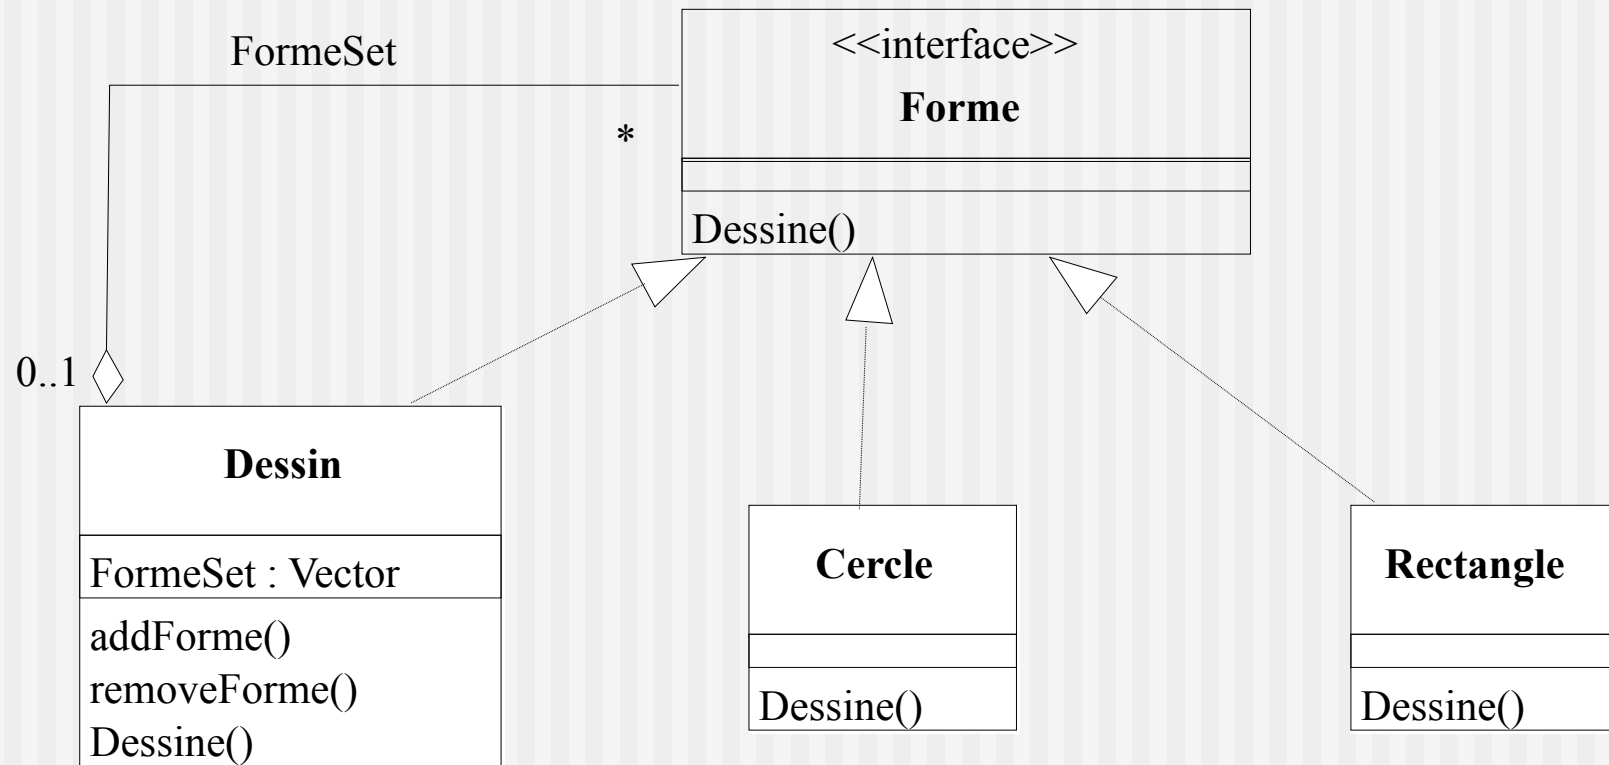 FormeSet
<<interface>>
Forme
*
Dessine()
0..1
Dessin
FormeSet : Vector
addForme()
removeForme()
Dessine()
Cercle
Dessine()
Rectangle
Dessine()